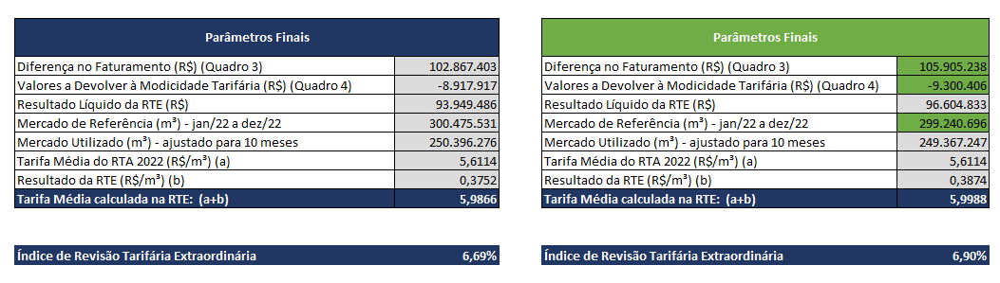 Parâmetros Finais
Diferença no Faturamento (R$) (Quadro 3) 102.867.403
Valores a Devolver à Modicidade Tarifária (R$) (Quadro 4) -8.917.917
Resultado Líquido da RTE (R$) 93.949.486
Mercado de Referência (m³) - jan/22 a dez/22 300.475.531
Mercado Utilizado (m³) - ajustado para 10 meses 250.396.276
Tarifa Média do RTA 2022 (R$/m³) (a) 5,6114
Resultado da RTE (R$/m³) (b) 0,3752
Tarifa Média calculada na RTE: (a+b) 5,9866
Índice de Revisão Tarifária Extraordinária 6,69%
Parâmetros Finais
Diferença no Faturamento (R$) (Quadro 3) 105.905.238
Valores a Devolver à Modicidade Tarifária (R$) (Quadro 4) -9.300.406
Resultado Líquido da RTE (R$) 96.604.833
Mercado de Referência (m³) - jan/22 a dez/22 299.240.696
Mercado Utilizado (m³) - ajustado para 10 meses 249.367.247
Tarifa Média do RTA 2022 (R$/m³) (a) 5,6114
Resultado da RTE (R$/m³) (b) 0,3874
Tarifa Média calculada na RTE: (a+b) 5,9988
Índice de Revisão Tarifária Extraordinária 6,90%